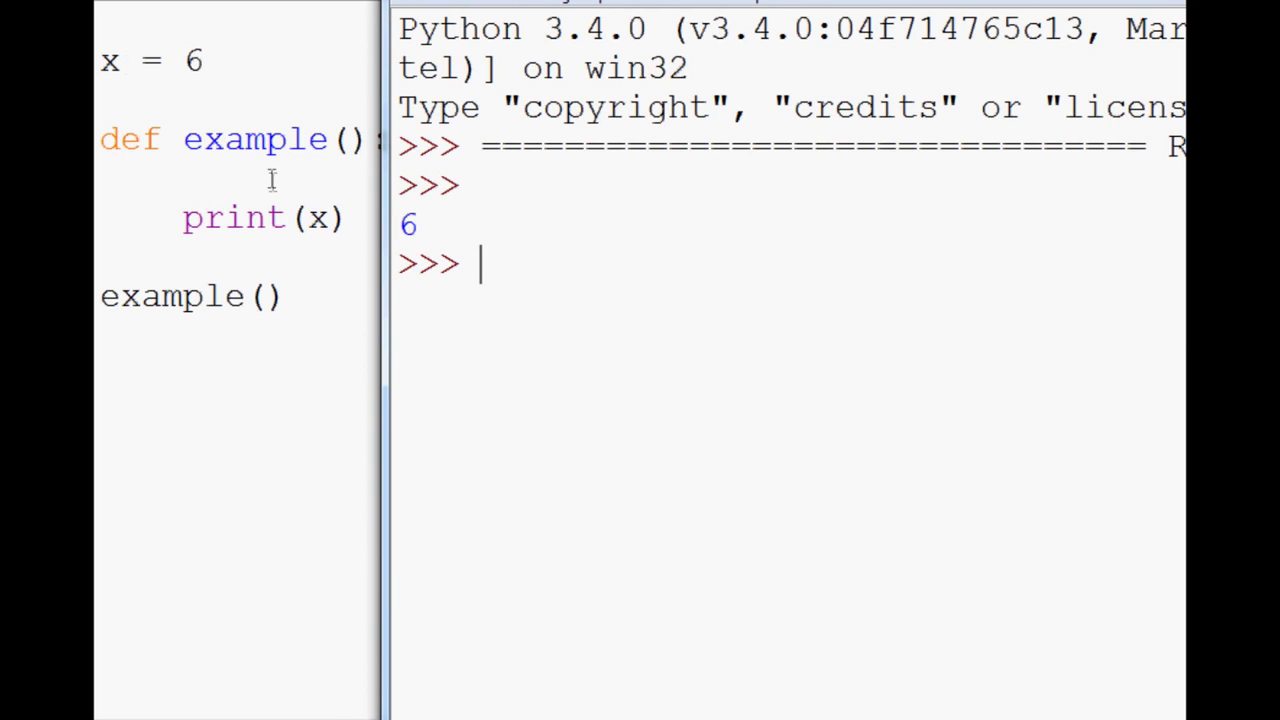 x = 6
def example():
print(x)
example()
Python 3.4.0 (v3.4.0:04f714765c13, Mar
tel)] on win32
Type "copyright", "credits" or "licens
>>> ================================ R
>>>
6
>>>